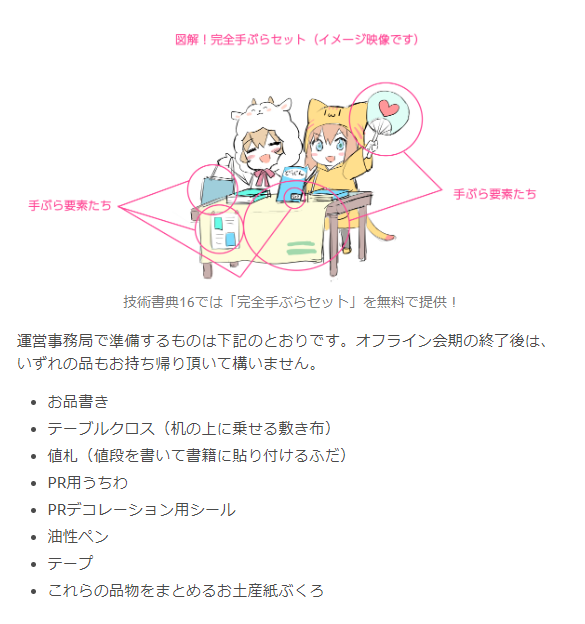 図解！完全手ぶらセット（イメージ映像です）
手ぶら要素たち
手ぶら要素たち
技術書典16では「完全手ぶらセット」を無料で提供！
運営事務局で準備するものは下記のとおりです。オフライン会期の終了後は、
いずれの品もお持ち帰り頂いて構いません。
• お品書き
• テーブルクロス（机の上に乗せる敷き布）
• 値札（値段を書いて書籍に貼り付けるふだ）
• PR用うちわ
• PRデコレーション用シール
• 油性ペン
• テープ
• これらの品物をまとめるお土産紙ぶくろ